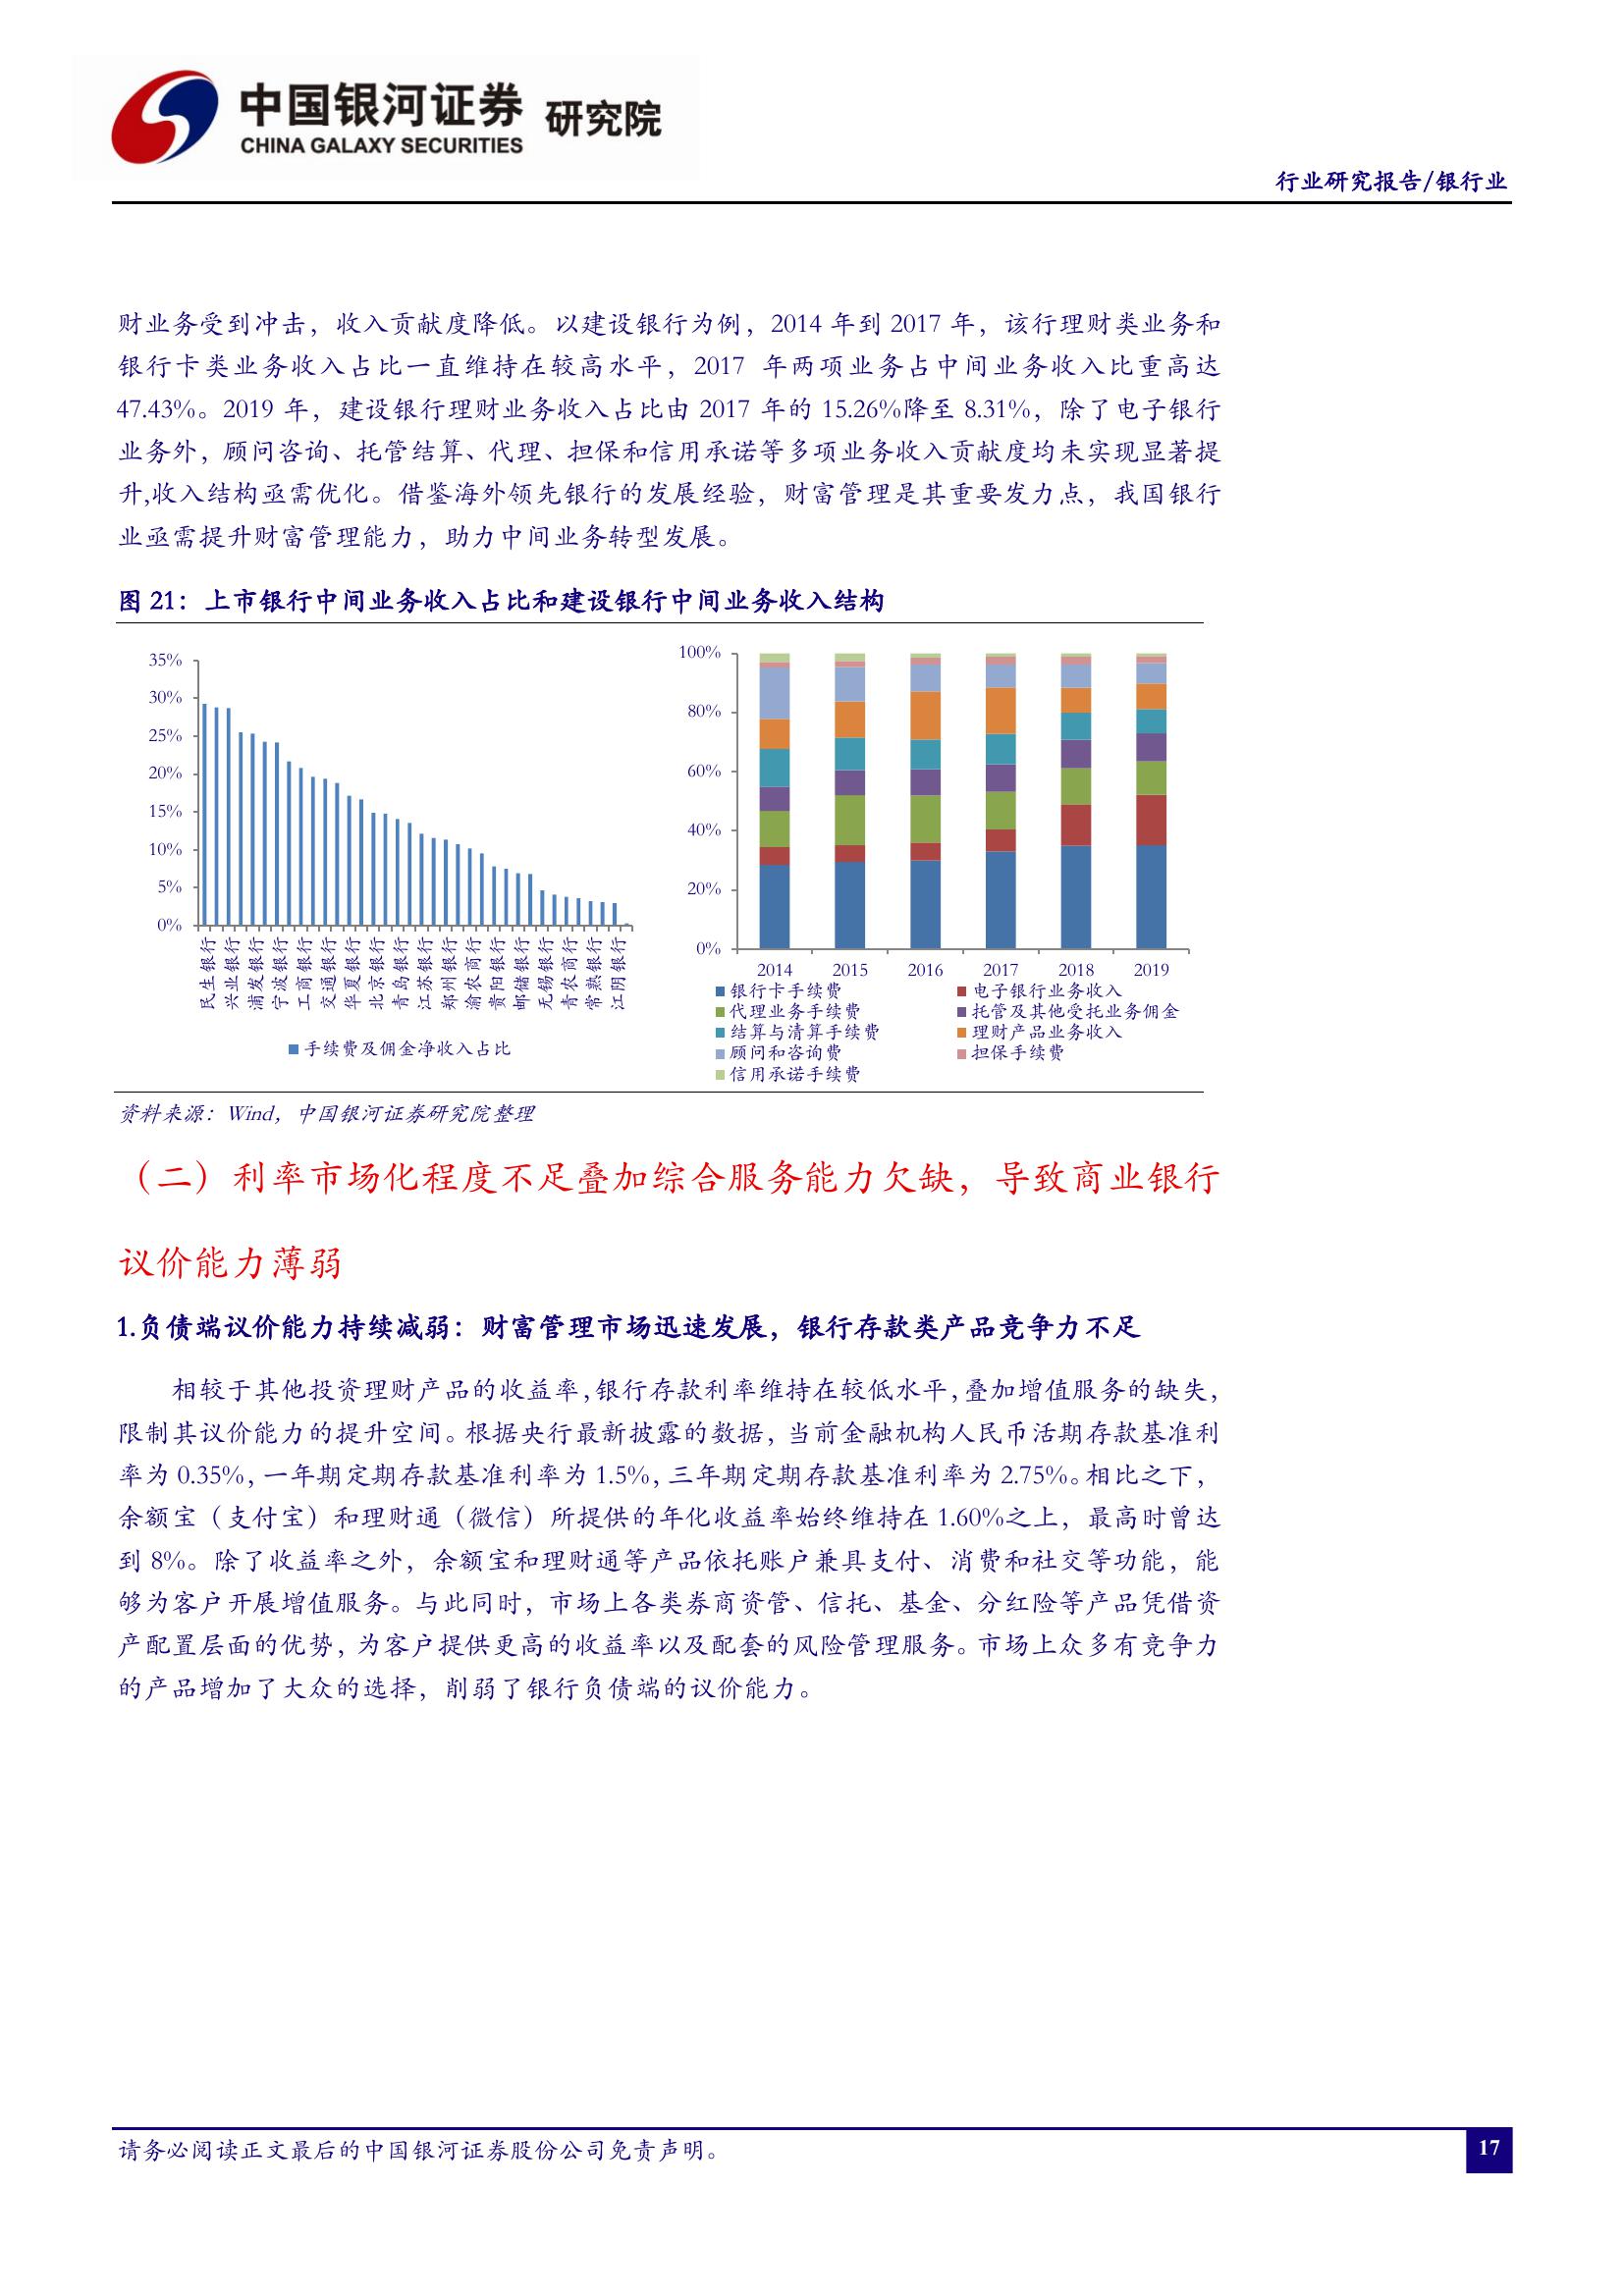 中国银河证券 研究院
CHINA GALAXY SECURITIES
行业研究报告/银行业
财业务受到冲击，收入贡献度降低。以建设银行为例，2014 年到 2017 年，该行理财类业务和
银行卡类业务收入占比一直维持在较高水平，2017 年两项业务占中间业务收入比重高达
47.43%。2019 年，建设银行理财业务收入占比由 2017 年的 15.26%降至 8.31%，除了电子银行
业务外，顾问咨询、托管结算、代理、担保和信用承诺等多项业务收入贡献度均未实现显著提
升,收入结构亟需优化。借鉴海外领先银行的发展经验，财富管理是其重要发力点，我国银行
业亟需提升财富管理能力，助力中间业务转型发展。
图 21：上市银行中间业务收入占比和建设银行中间业务收入结构
35%
30%
25%
20%
15%
10%
5%
0%
民生银行
兴业银行
浦发银行
宁波银行
工商银行
交通银行
华夏银行
北京银行
青岛银行
江苏银行
郑州银行
渝农商行
贵阳银行
邮储银行
无锡银行
青农商行
常熟银行
江阴银行
手续费及佣金净收入占比
100%
80%
60%
40%
20%
0%
2014 2015 2016 2017 2018 2019
银行卡手续费 电子银行业务收入
代理业务手续费 托管及其他受托业务佣金
结算与清算手续费 理财产品业务收入
顾问和咨询费 担保手续费
信用承诺手续费
资料来源：Wind，中国银河证券研究院整理
（二）利率市场化程度不足叠加综合服务能力欠缺，导致商业银行
议价能力薄弱
1.负债端议价能力持续减弱：财富管理市场迅速发展，银行存款类产品竞争力不足
相较于其他投资理财产品的收益率，银行存款利率维持在较低水平，叠加增值服务的缺失，
限制其议价能力的提升空间。根据央行最新披露的数据，当前金融机构人民币活期存款基准利
率为 0.35%，一年期定期存款基准利率为 1.5%，三年期定期存款基准利率为 2.75%。相比之下，
余额宝（支付宝）和理财通（微信）所提供的年化收益率始终维持在 1.60%之上，最高时曾达
到 8%。除了收益率之外，余额宝和理财通等产品依托账户兼具支付、消费和社交等功能，能
够为客户开展增值服务。与此同时，市场上各类券商资管、信托、基金、分红险等产品凭借资
产配置层面的优势，为客户提供更高的收益率以及配套的风险管理服务。市场上众多有竞争力
的产品增加了大众的选择，削弱了银行负债端的议价能力。
请务必阅读正文最后的中国银河证券股份公司免责声明。
17